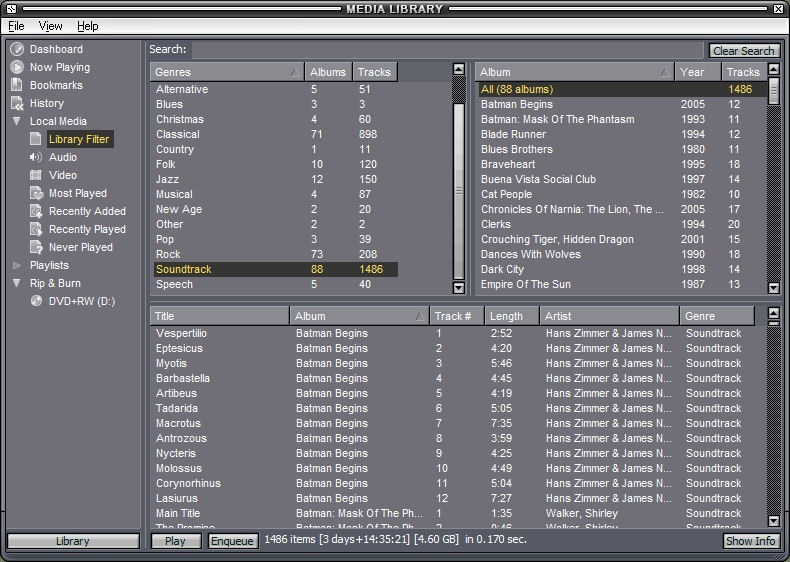 MEDIA LIBRARY
File View Help
Dashboard
Now Playing
Bookmarks
History
Local Media
Library Filter
Audio
Video
Most Played
Recently Added
Recently Played
Never Played
Playlists
Rip & Burn
DVD+RW (D:)
Library
Search: Clear Search
Genres Albums Tracks
Alternative 5 51
Blues 3 3
Christmas 4 60
Classical 71 898
Country 1 11
Folk 10 120
Jazz 12 150
Musical 4 87
New Age 2 20
Other 2 2
Pop 3 39
Rock 73 208
Soundtrack 88 1486
Speech 5 40
Album Year Tracks
All (88 albums) 1486
Batman Begins 2005 12
Batman: Mask Of The Phantasm 1993 11
Blade Runner 1994 12
Blues Brothers 1980 11
Braveheart 1995 18
Buena Vista Social Club 1997 14
Cat People 1982 10
Chronicles Of Narnia: The Lion, The ... 2005 17
Clerks 1994 20
Crouching Tiger, Hidden Dragon 2001 15
Dances With Wolves 1990 18
Dark City 1998 14
Empire Of The Sun 1987 13
Title Album Track # Length Artist Genre
Vespertilio Batman Begins 1 2:52 Hans Zimmer & James N... Soundtrack
Eptesicus Batman Begins 2 4:20 Hans Zimmer & James N... Soundtrack
Myotis Batman Begins 3 5:46 Hans Zimmer & James N... Soundtrack
Barbastella Batman Begins 4 4:45 Hans Zimmer & James N... Soundtrack
Artibeus Batman Begins 5 4:19 Hans Zimmer & James N... Soundtrack
Tadarida Batman Begins 6 5:05 Hans Zimmer & James N... Soundtrack
Macrotus Batman Begins 7 7:35 Hans Zimmer & James N... Soundtrack
Antrozous Batman Begins 8 3:59 Hans Zimmer & James N... Soundtrack
Nycteris Batman Begins 9 4:25 Hans Zimmer & James N... Soundtrack
Molossus Batman Begins 10 4:49 Hans Zimmer & James N... Soundtrack
Corynorhinus Batman Begins 11 5:04 Hans Zimmer & James N... Soundtrack
Lasiurus Batman Begins 12 7:27 Hans Zimmer & James N... Soundtrack
Main Title Batman: Mask Of The Ph... 1 1:35 Walker, Shirley Soundtrack
The Promise Batman: Mask Of The Ph... 2 0:46 Walker, Shirley Soundtrack
Play Enqueue 1486 items [3 days+14:35:21] [4.60 GB] in 0.170 sec. Show Info